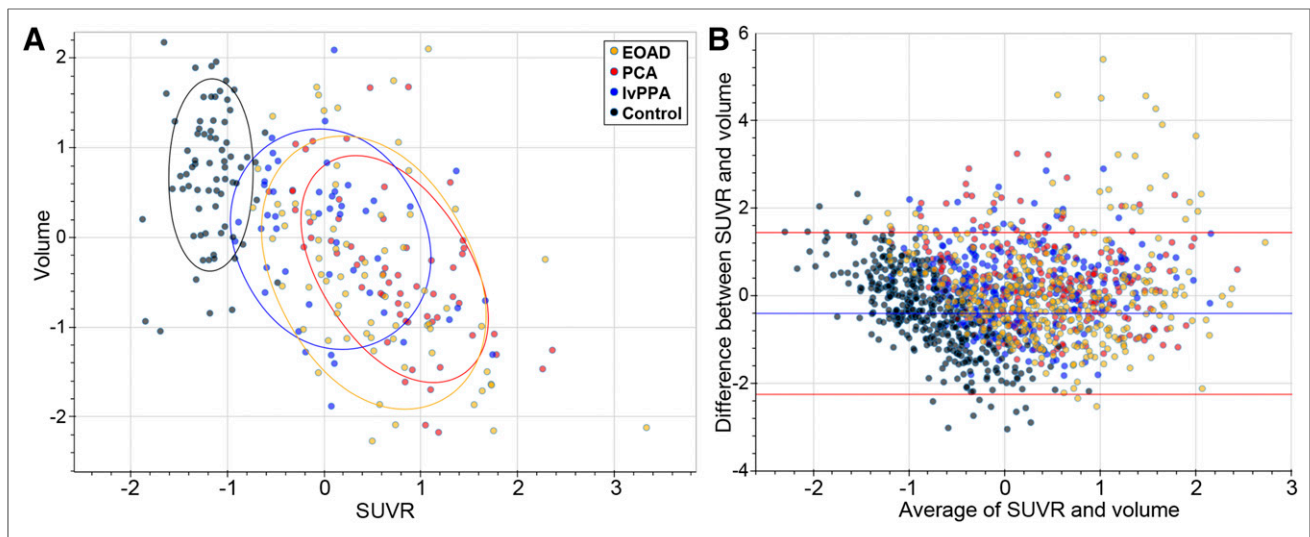 A
EOAD
PCA
lvPPA
Control
Volume
2
1
0
-1
-2
-2
-1
0
1
2
3
SUVR
B
Difference between SUVR and volume
6
4
2
0
-2
-4
-2
-1
0
1
2
3
Average of SUVR and volume